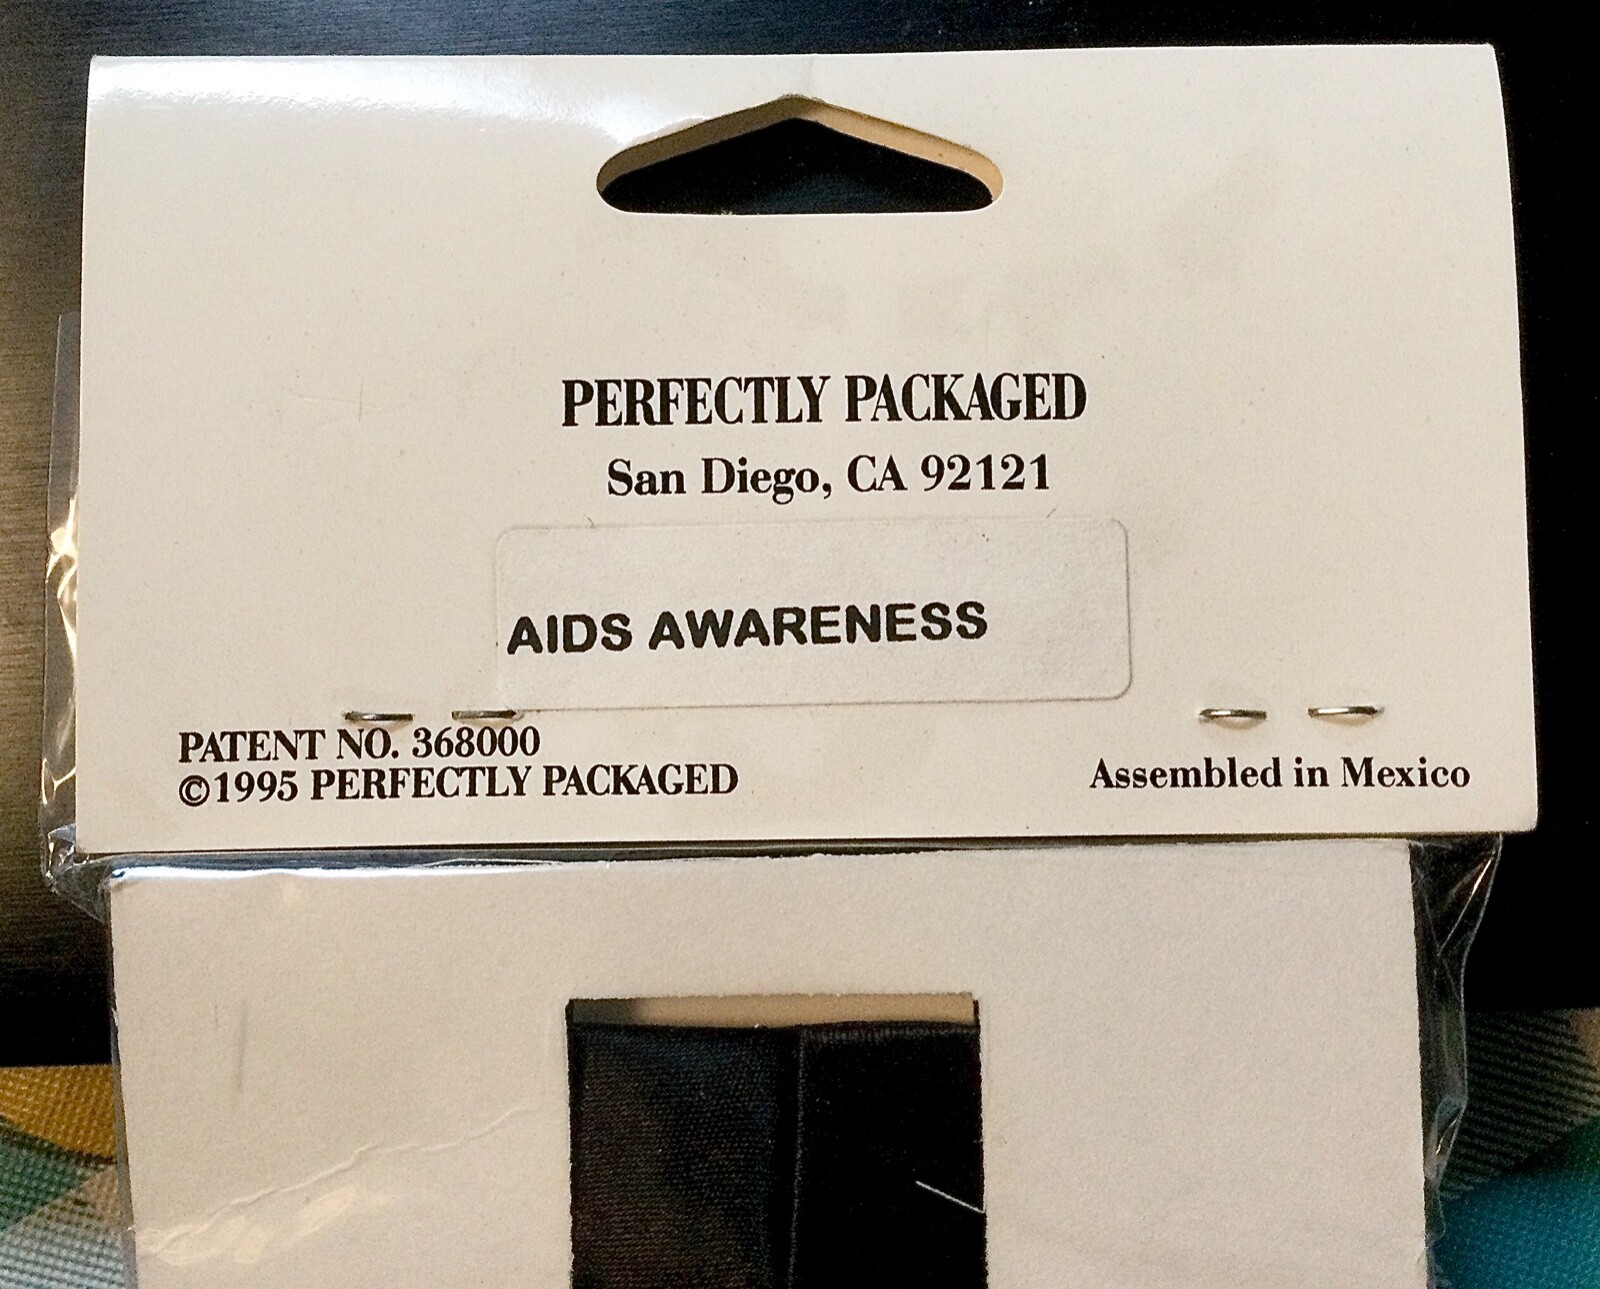 PERFECTLY PACKAGED
San Diego, CA 92121
AIDS AWARENESS
PATENT NO. 368000
©1995 PERFECTLY PACKAGED
Assembled in Mexico